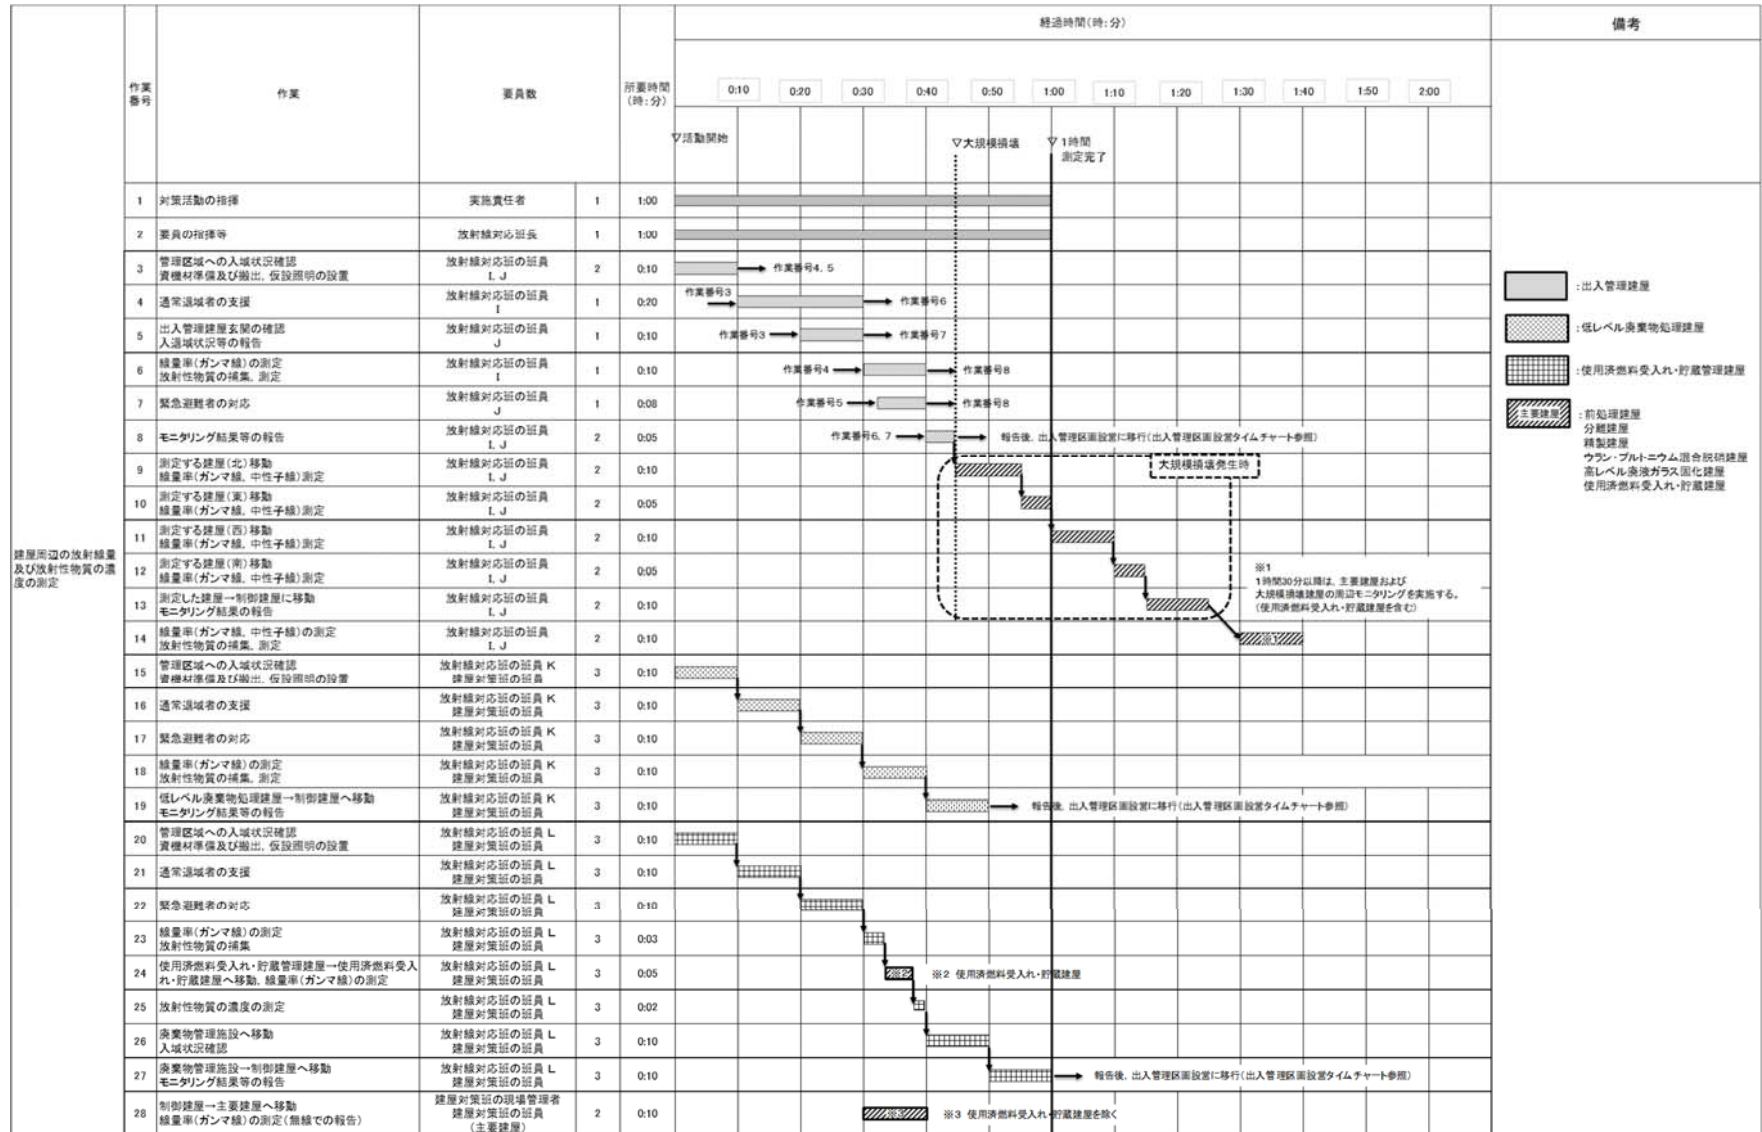 経過時間(時:分)
備考
作業
番号
作業
要員数
所要時間
(時:分)
0:10
0:20
0:30
0:40
0:50
1:00
1:10
1:20
1:30
1:40
1:50
2:00
▽活動開始
▽大規模損壊
▽1時間
測定完了
建屋周辺の放射線量
及び放射性物質の濃
度の測定
1 対策活動の指揮 実施責任者 1 1:00
2 要員の指揮等 放射線対応班長 1 1:00
3 管理区域への入域状況確認
資機材準備及び搬出, 仮設照明の設置
放射線対応班の班員
I, J
2 0:10
作業番号4, 5
4 通常退域者の支援
放射線対応班の班員
I
1 0:20
作業番号3
作業番号6
5 出入管理建屋玄関の確認
入退域状況等の報告
放射線対応班の班員
J
1 0:10
作業番号3
作業番号7
6 線量率(ガンマ線)の測定
放射性物質の捕集, 測定
放射線対応班の班員
I
1 0:10
作業番号4
作業番号8
7 緊急避難者の対応
放射線対応班の班員
J
1 0:08
作業番号5
作業番号8
8 モニタリング結果等の報告
放射線対応班の班員
I, J
2 0:05
作業番号6, 7
報告後, 出入管理区画設営に移行(出入管理区画設営タイムチャート参照)
9 測定する建屋(北)移動
線量率(ガンマ線, 中性子線)測定
放射線対応班の班員
I, J
2 0:10
大規模損壊発生時
10 測定する建屋(東)移動
線量率(ガンマ線, 中性子線)測定
放射線対応班の班員
I, J
2 0:05
11 測定する建屋(西)移動
線量率(ガンマ線, 中性子線)測定
放射線対応班の班員
I, J
2 0:10
12 測定する建屋(南)移動
線量率(ガンマ線, 中性子線)測定
放射線対応班の班員
I, J
2 0:05
13 測定した建屋→制御建屋に移動
モニタリング結果の報告
放射線対応班の班員
I, J
2 0:10
※1
1時間30分以降は, 主要建屋および
大規模損壊建屋の周辺モニタリングを実施する。
(使用済燃料受入れ・貯蔵建屋を含む)
14 線量率(ガンマ線, 中性子線)の測定
放射性物質の捕集, 測定
放射線対応班の班員
I, J
2 0:10
※1
15 管理区域への入域状況確認
資機材準備及び搬出, 仮設照明の設置
放射線対応班の班員 K
建屋対策班の班員
3 0:10
16 通常退域者の支援
放射線対応班の班員 K
建屋対策班の班員
3 0:10
17 緊急避難者の対応
放射線対応班の班員 K
建屋対策班の班員
3 0:10
18 線量率(ガンマ線)の測定
放射性物質の捕集, 測定
放射線対応班の班員 K
建屋対策班の班員
3 0:10
19 低レベル廃棄物処理建屋→制御建屋へ移動
モニタリング結果等の報告
放射線対応班の班員 K
建屋対策班の班員
3 0:10
報告後, 出入管理区画設営に移行(出入管理区画設営タイムチャート参照)
20 管理区域への入域状況確認
資機材準備及び搬出, 仮設照明の設置
放射線対応班の班員 L
建屋対策班の班員
3 0:10
21 通常退域者の支援
放射線対応班の班員 L
建屋対策班の班員
3 0:10
22 緊急避難者の対応
放射線対応班の班員 L
建屋対策班の班員
3 0:10
23 線量率(ガンマ線)の測定
放射性物質の捕集
放射線対応班の班員 L
建屋対策班の班員
3 0:03
24 使用済燃料受入れ・貯蔵管理建屋→使用済燃料受入
れ・貯蔵建屋へ移動, 線量率(ガンマ線)の測定
放射線対応班の班員 L
建屋対策班の班員
3 0:05
※2
※2 使用済燃料受入れ・貯蔵建屋
25 放射性物質の濃度の測定
放射線対応班の班員 L
建屋対策班の班員
3 0:02
26 廃棄物管理施設へ移動
入域状況確認
放射線対応班の班員 L
建屋対策班の班員
3 0:10
27 廃棄物管理施設→制御建屋へ移動
モニタリング結果等の報告
放射線対応班の班員 L
建屋対策班の班員
3 0:10
報告後, 出入管理区画設営に移行(出入管理区画設営タイムチャート参照)
28 制御建屋→主要建屋へ移動
線量率(ガンマ線)の測定(無線での報告)
建屋対策班の現場管理者
建屋対策班の班員
(主要建屋)
2 0:10
※3
※3 使用済燃料受入れ・貯蔵建屋を除く
:出入管理建屋
:低レベル廃棄物処理建屋
:使用済燃料受入れ・貯蔵管理建屋
主要建屋
:前処理建屋
分離建屋
精製建屋
ウラン・プルトニウム混合脱硝建屋
高レベル廃液ガラス固化建屋
使用済燃料受入れ・貯蔵建屋